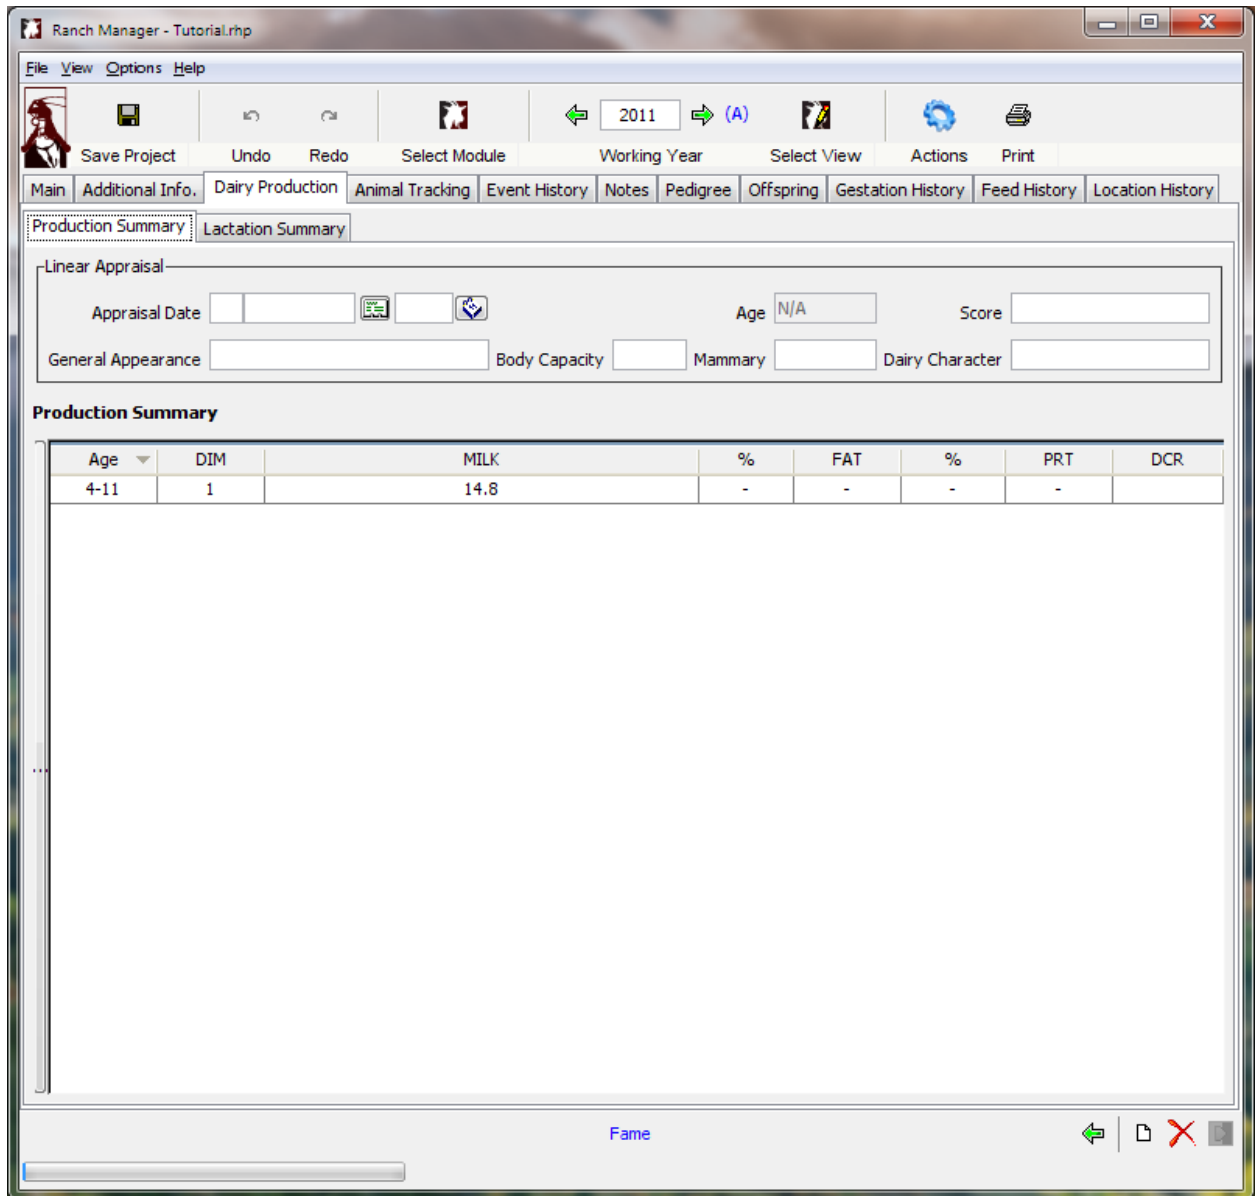 Ranch Manager - Tutorial.rhp
File View Options Help
2011 (A)
Save Project Undo Redo Select Module Working Year Select View Actions Print
Main Additional Info. Dairy Production Animal Tracking Event History Notes Pedigree Offspring Gestation History Feed History Location History
Production Summary Lactation Summary
Linear Appraisal
Appraisal Date Age N/A Score
General Appearance Body Capacity Mammary Dairy Character
Production Summary
Age DIM MILK % FAT % PRT DCR
4-11 1 14.8 - - - -
Fame